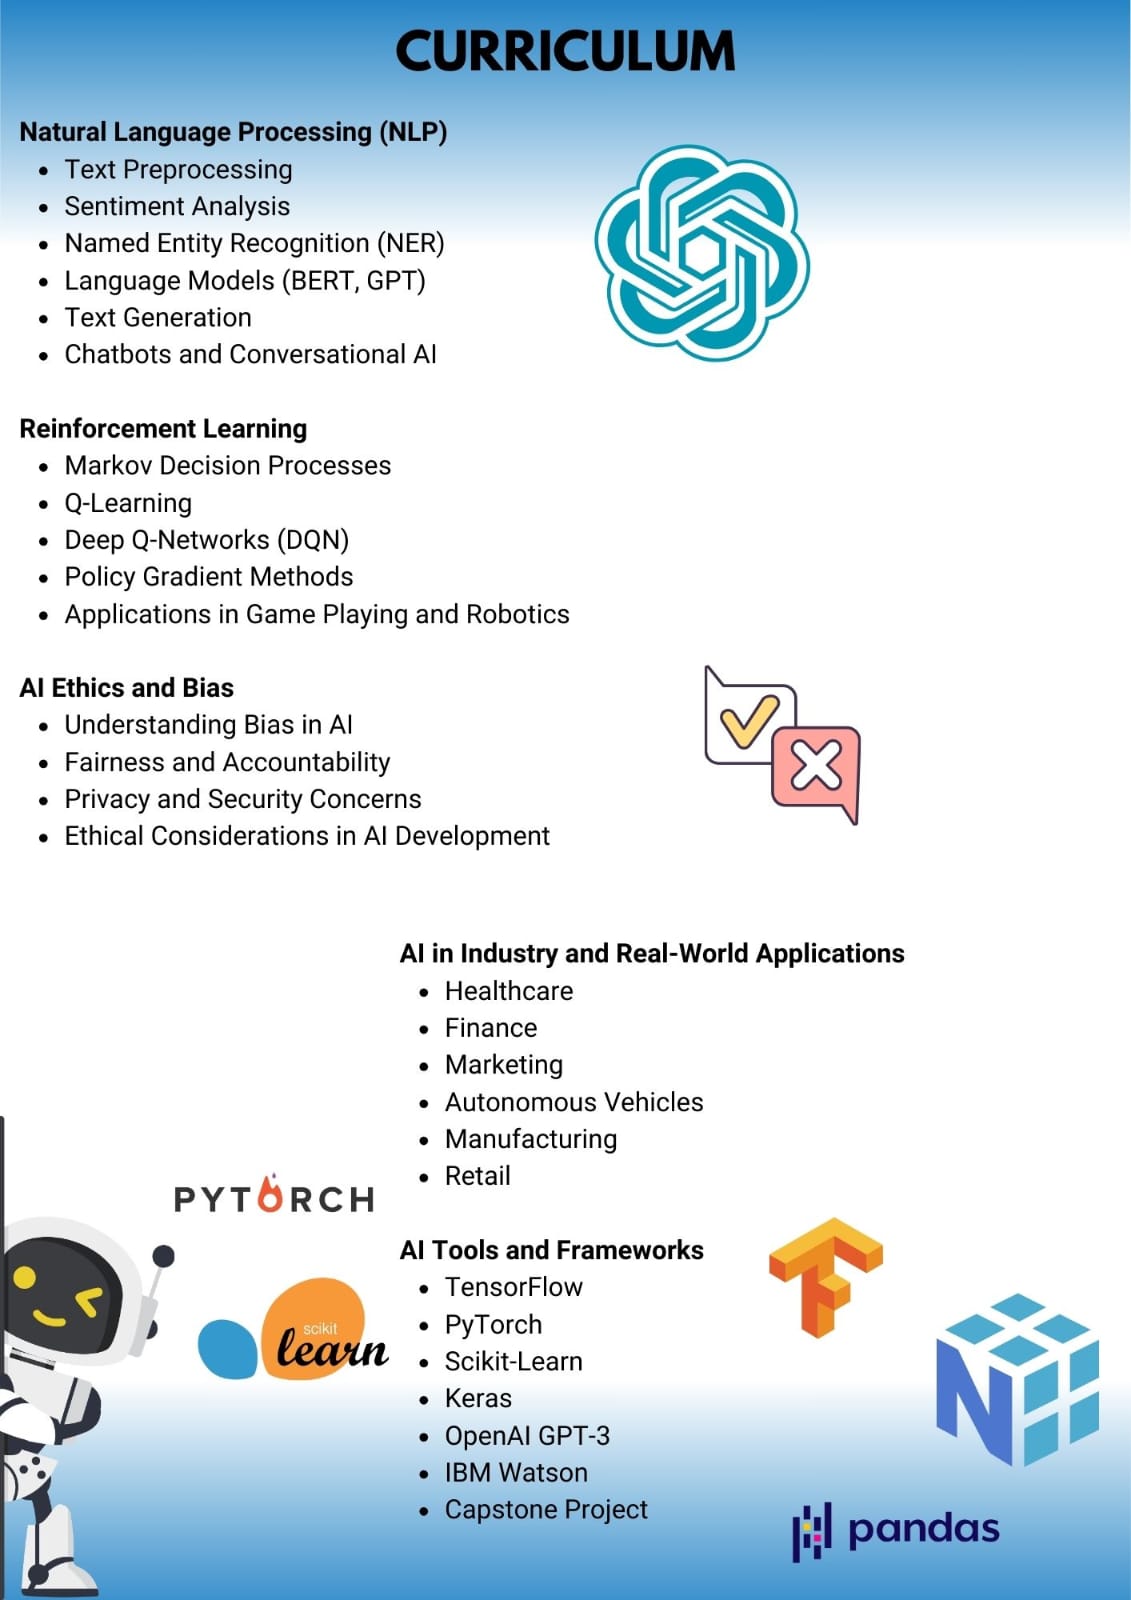 CURRICULUM
Natural Language Processing (NLP)
• Text Preprocessing
• Sentiment Analysis
• Named Entity Recognition (NER)
• Language Models (BERT, GPT)
• Text Generation
• Chatbots and Conversational AI
Reinforcement Learning
• Markov Decision Processes
• Q-Learning
• Deep Q-Networks (DQN)
• Policy Gradient Methods
• Applications in Game Playing and Robotics
AI Ethics and Bias
• Understanding Bias in AI
• Fairness and Accountability
• Privacy and Security Concerns
• Ethical Considerations in AI Development
AI in Industry and Real-World Applications
• Healthcare
• Finance
• Marketing
• Autonomous Vehicles
• Manufacturing
• Retail
PYTORCH
AI Tools and Frameworks
• TensorFlow
• PyTorch
• Scikit-Learn
• Keras
• OpenAI GPT-3
• IBM Watson
• Capstone Project
scikit
learn
N
pandas